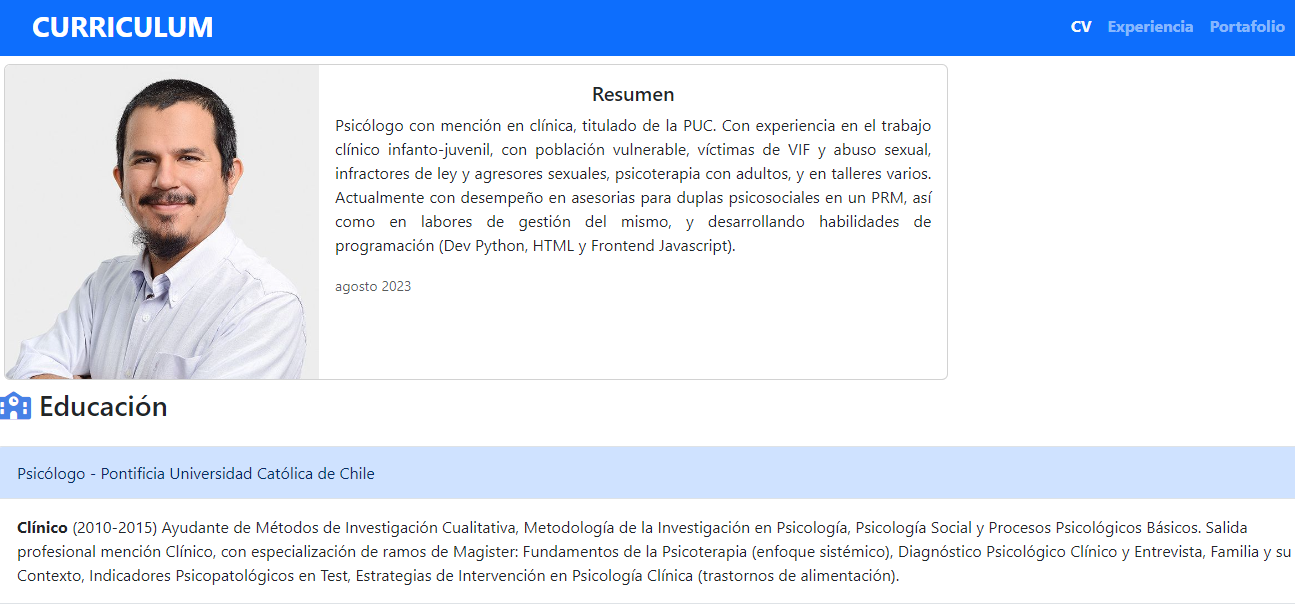 CURRICULUM
CV Experiencia Portafolio
Resumen
Psicólogo con mención en clínica, titulado de la PUC. Con experiencia en el trabajo
clínico infanto-juvenil, con población vulnerable, víctimas de VIF y abuso sexual,
infractores de ley y agresores sexuales, psicoterapia con adultos, y en talleres varios.
Actualmente con desempeño en asesorias para duplas psicosociales en un PRM, así
como en labores de gestión del mismo, y desarrollando habilidades de
programación (Dev Python, HTML y Frontend Javascript).
agosto 2023
Educación
Psicólogo - Pontificia Universidad Católica de Chile
Clínico (2010-2015) Ayudante de Métodos de Investigación Cualitativa, Metodología de la Investigación en Psicología, Psicología Social y Procesos Psicológicos Básicos. Salida
profesional mención Clínico, con especialización de ramos de Magister: Fundamentos de la Psicoterapia (enfoque sistémico), Diagnóstico Psicológico Clínico y Entrevista, Familia y su
Contexto, Indicadores Psicopatológicos en Test, Estrategias de Intervención en Psicología Clínica (trastornos de alimentación).